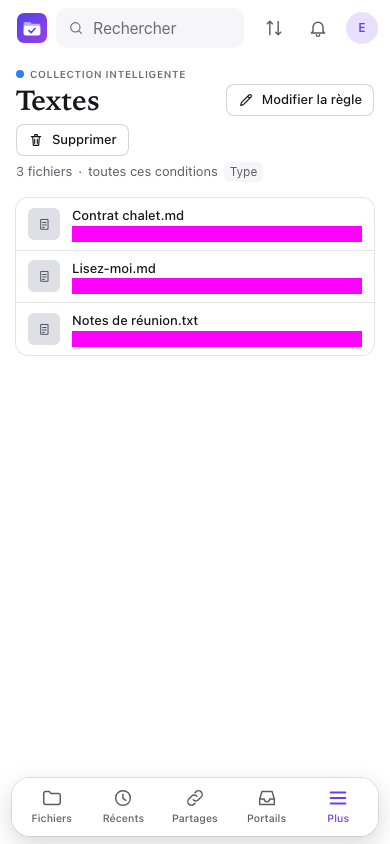 Rechercher
E
COLLECTION INTELLIGENTE
Textes
Modifier la règle
Supprimer
3 fichiers · toutes ces conditions Type
Contrat chalet.md
Lisez-moi.md
Notes de réunion.txt
Fichiers
Récents
Partages
Portails
Plus